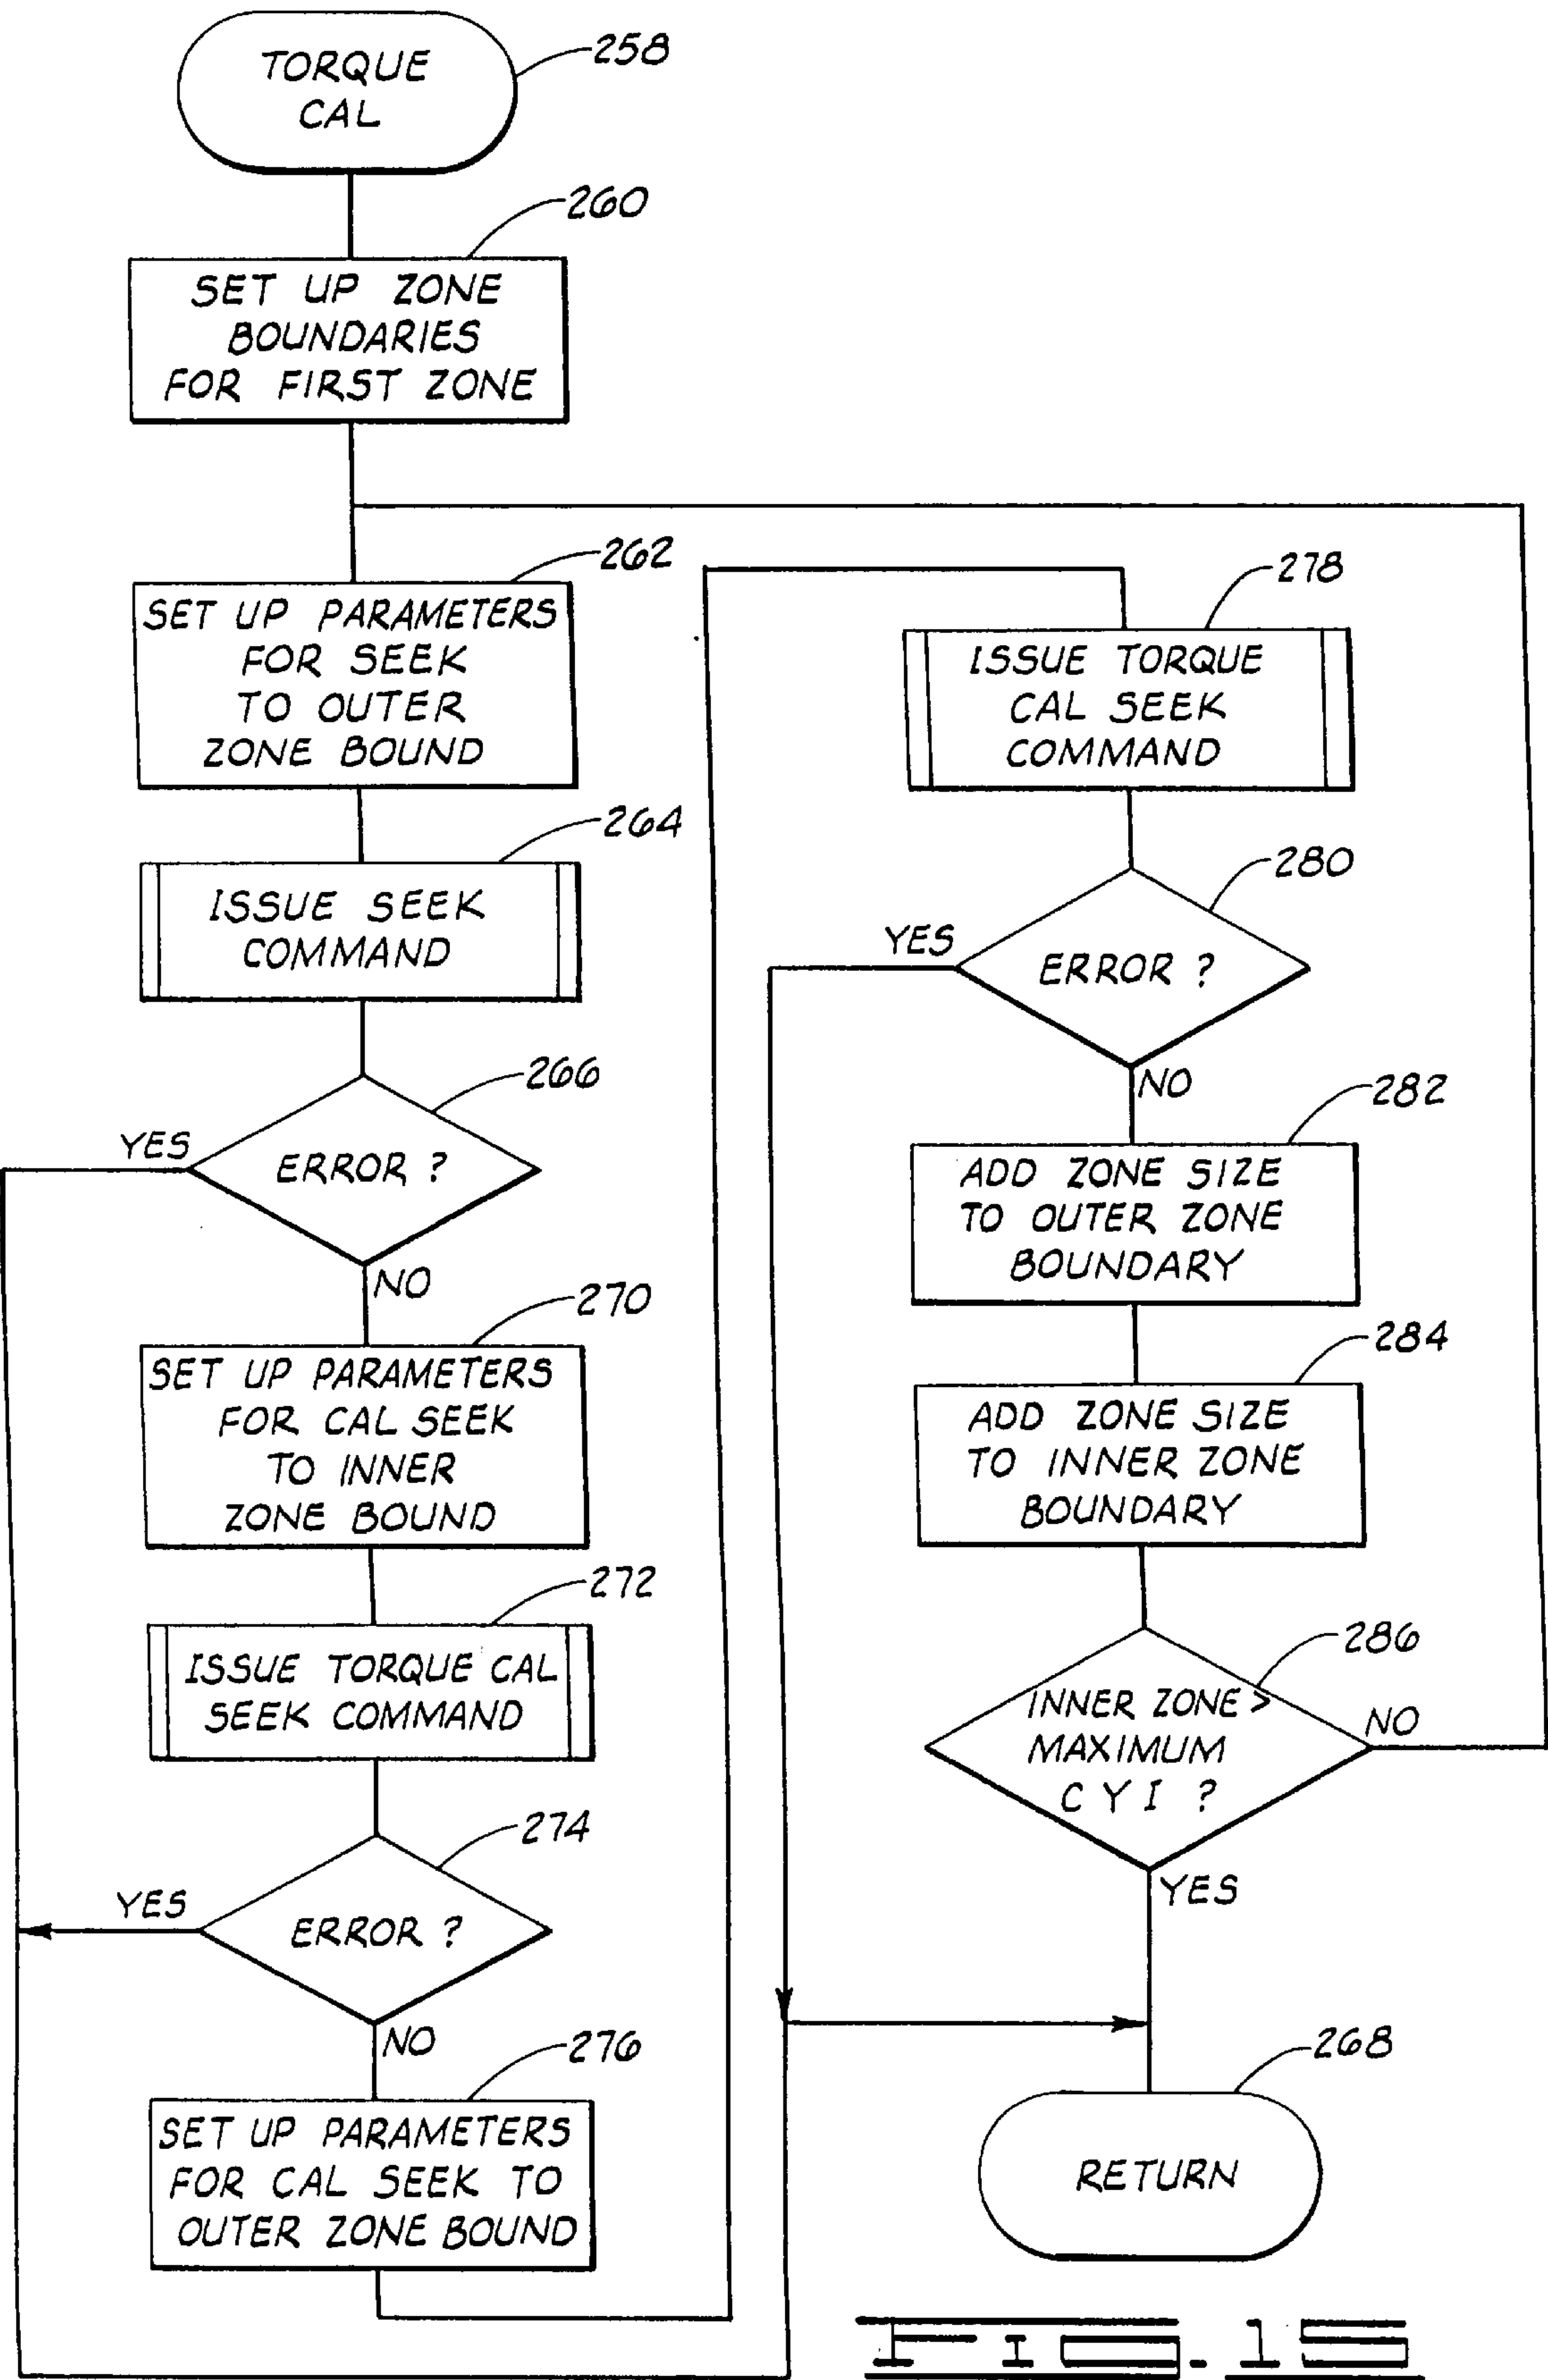 TORQUE
CAL
258
260
SET UP ZONE
BOUNDARIES
FOR FIRST ZONE
262
SET UP PARAMETERS
FOR SEEK
TO OUTER
ZONE BOUND
264
ISSUE SEEK
COMMAND
266
YES
ERROR ?
NO
270
SET UP PARAMETERS
FOR CAL SEEK
TO INNER
ZONE BOUND
272
ISSUE TORQUE CAL
SEEK COMMAND
274
YES
ERROR ?
NO
276
SET UP PARAMETERS
FOR CAL SEEK TO
OUTER ZONE BOUND
278
ISSUE TORQUE
CAL SEEK
COMMAND
280
YES
ERROR ?
NO
282
ADD ZONE SIZE
TO OUTER ZONE
BOUNDARY
284
ADD ZONE SIZE
TO INNER ZONE
BOUNDARY
286
INNER ZONE >
MAXIMUM
C Y I ?
NO
YES
268
RETURN
FIG. 15